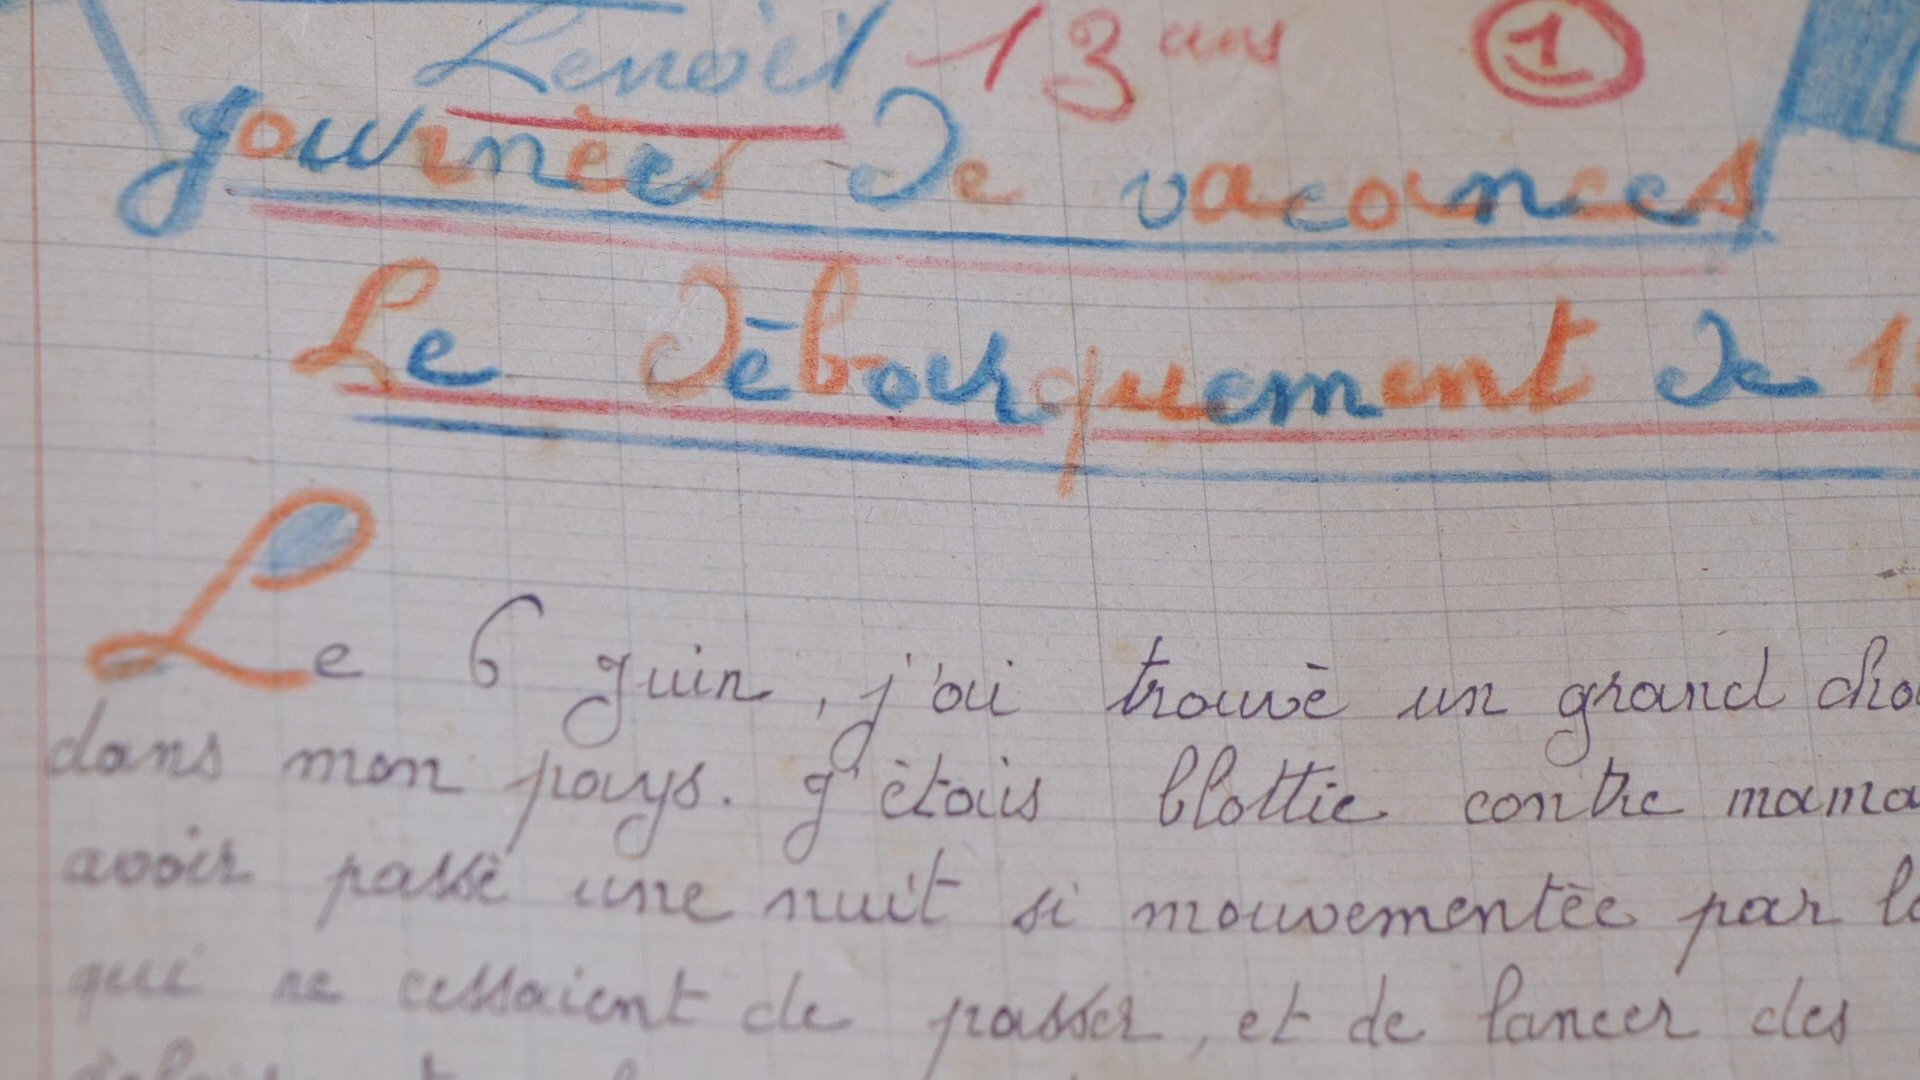 Lenoël 13 ans 1
Journées de vacances
Le Débarquement de 1
Le 6 Juin, j'ai trouvé un grand
dans mon pays. J'étais blottie contre
avoir passé une nuit si mouvementée par
qui ne cessaient de passer, et de lancer des